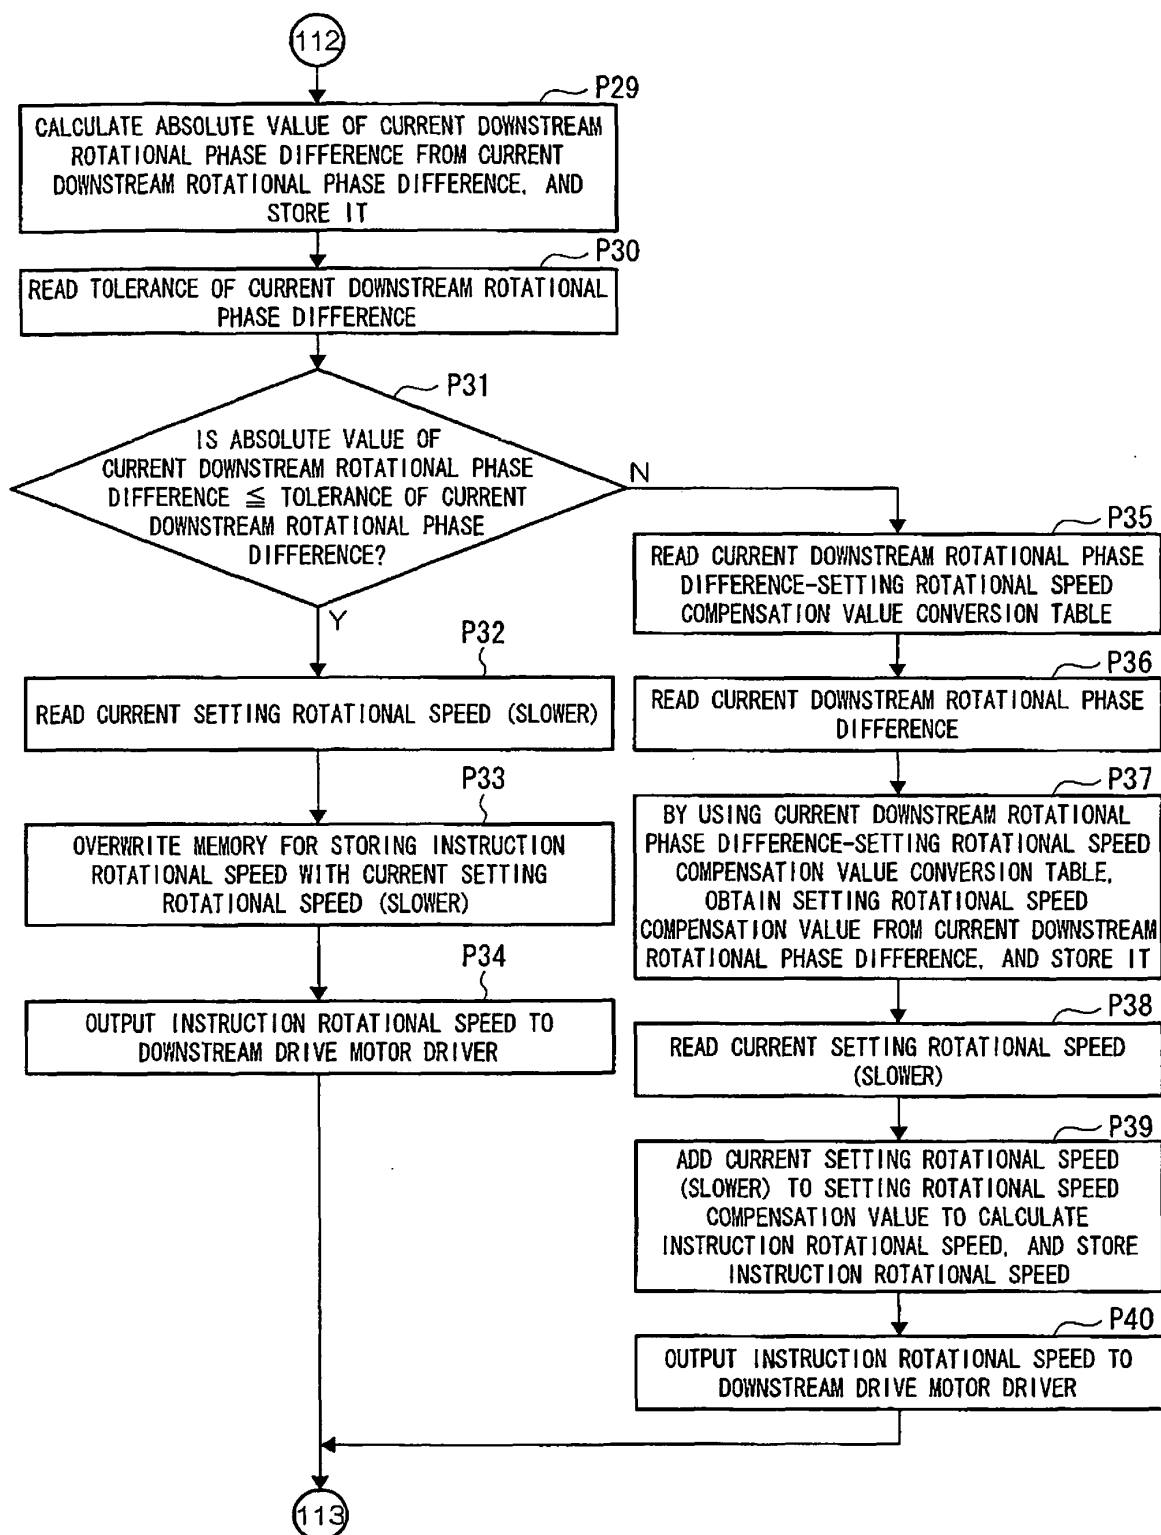 112
P29
CALCULATE ABSOLUTE VALUE OF CURRENT DOWNSTREAM
ROTATIONAL PHASE DIFFERENCE FROM CURRENT
DOWNSTREAM ROTATIONAL PHASE DIFFERENCE, AND
STORE IT
P30
READ TOLERANCE OF CURRENT DOWNSTREAM ROTATIONAL
PHASE DIFFERENCE
P31
IS ABSOLUTE VALUE OF
CURRENT DOWNSTREAM ROTATIONAL PHASE
DIFFERENCE ≦ TOLERANCE OF CURRENT
DOWNSTREAM ROTATIONAL PHASE
DIFFERENCE?
N
Y
P32
READ CURRENT SETTING ROTATIONAL SPEED (SLOWER)
P33
OVERWRITE MEMORY FOR STORING INSTRUCTION
ROTATIONAL SPEED WITH CURRENT SETTING
ROTATIONAL SPEED (SLOWER)
P34
OUTPUT INSTRUCTION ROTATIONAL SPEED TO
DOWNSTREAM DRIVE MOTOR DRIVER
P35
READ CURRENT DOWNSTREAM ROTATIONAL PHASE
DIFFERENCE-SETTING ROTATIONAL SPEED
COMPENSATION VALUE CONVERSION TABLE
P36
READ CURRENT DOWNSTREAM ROTATIONAL PHASE
DIFFERENCE
P37
BY USING CURRENT DOWNSTREAM ROTATIONAL
PHASE DIFFERENCE-SETTING ROTATIONAL SPEED
COMPENSATION VALUE CONVERSION TABLE,
OBTAIN SETTING ROTATIONAL SPEED
COMPENSATION VALUE FROM CURRENT DOWNSTREAM
ROTATIONAL PHASE DIFFERENCE, AND STORE IT
P38
READ CURRENT SETTING ROTATIONAL SPEED
(SLOWER)
P39
ADD CURRENT SETTING ROTATIONAL SPEED
(SLOWER) TO SETTING ROTATIONAL SPEED
COMPENSATION VALUE TO CALCULATE
INSTRUCTION ROTATIONAL SPEED, AND STORE
INSTRUCTION ROTATIONAL SPEED
P40
OUTPUT INSTRUCTION ROTATIONAL SPEED TO
DOWNSTREAM DRIVE MOTOR DRIVER
113